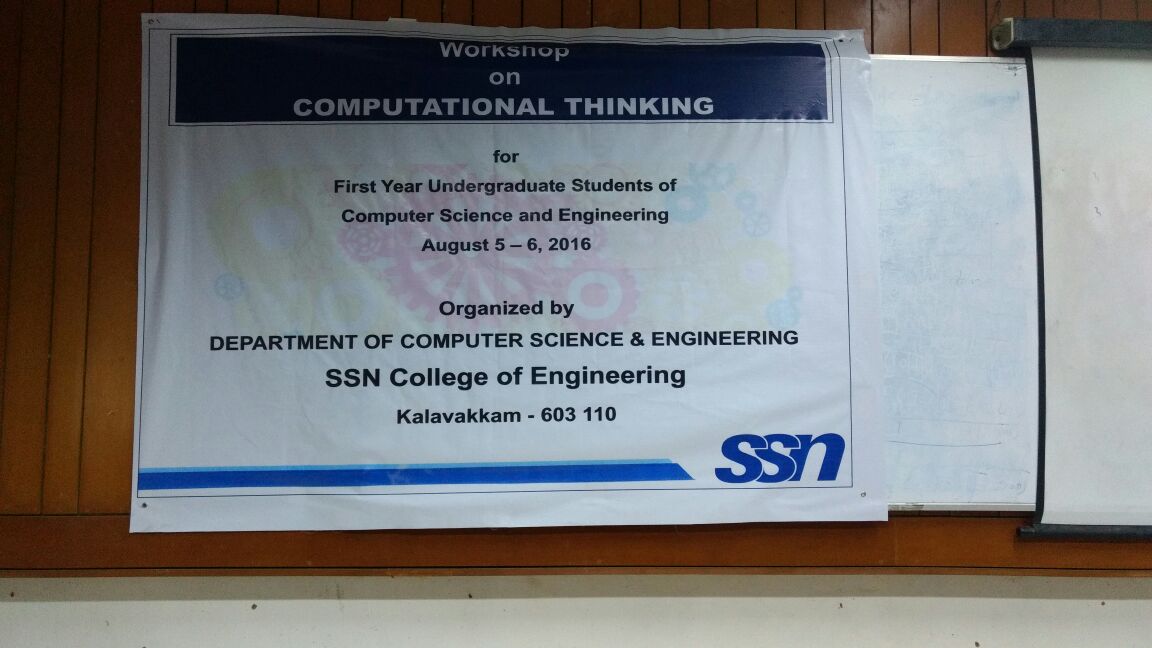 Workshop
on
COMPUTATIONAL THINKING
for
First Year Undergraduate Students of
Computer Science and Engineering
August 5 – 6, 2016
Organized by
DEPARTMENT OF COMPUTER SCIENCE & ENGINEERING
SSN College of Engineering
Kalavakkam - 603 110
ssn